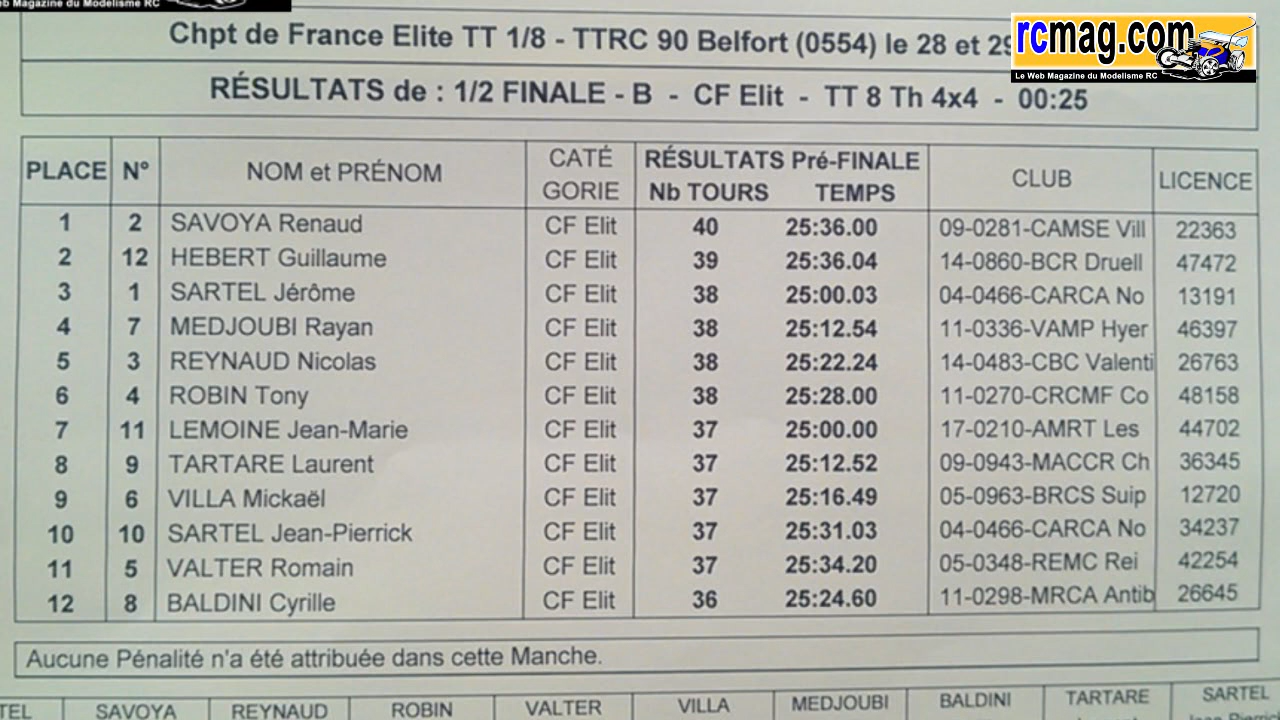 eb Magazine du Modelisme RC
rcmag.com
Le Web Magazine du Modelisme RC
Chpt de France Elite TT 1/8 - TTRC 90 Belfort (0554) le 28 et 29
RÉSULTATS de : 1/2 FINALE - B - CF Elit - TT 8 Th 4x4 - 00:25
PLACE N° NOM et PRÉNOM CATÉ GORIE RÉSULTATS Pré-FINALE Nb TOURS TEMPS CLUB LICENCE
1 2 SAVOYA Renaud CF Elit 40 25:36.00 09-0281-CAMSE Vill 22363
2 12 HEBERT Guillaume CF Elit 39 25:36.04 14-0860-BCR Druell 47472
3 1 SARTEL Jérôme CF Elit 38 25:00.03 04-0466-CARCA No 13191
4 7 MEDJOUBI Rayan CF Elit 38 25:12.54 11-0336-VAMP Hyer 46397
5 3 REYNAUD Nicolas CF Elit 38 25:22.24 14-0483-CBC Valenti 26763
6 4 ROBIN Tony CF Elit 38 25:28.00 11-0270-CRCMF Co 48158
7 11 LEMOINE Jean-Marie CF Elit 37 25:00.00 17-0210-AMRT Les 44702
8 9 TARTARE Laurent CF Elit 37 25:12.52 09-0943-MACCR Ch 36345
9 6 VILLA Mickaël CF Elit 37 25:16.49 05-0963-BRCS Suip 12720
10 10 SARTEL Jean-Pierrick CF Elit 37 25:31.03 04-0466-CARCA No 34237
11 5 VALTER Romain CF Elit 37 25:34.20 05-0348-REMC Rei 42254
12 8 BALDINI Cyrille CF Elit 36 25:24.60 11-0298-MRCA Antib 26645
Aucune Pénalité n'a été attribuée dans cette Manche.
TEL SAVOYA REYNAUD ROBIN VALTER VILLA MEDJOUBI BALDINI TARTARE SARTEL